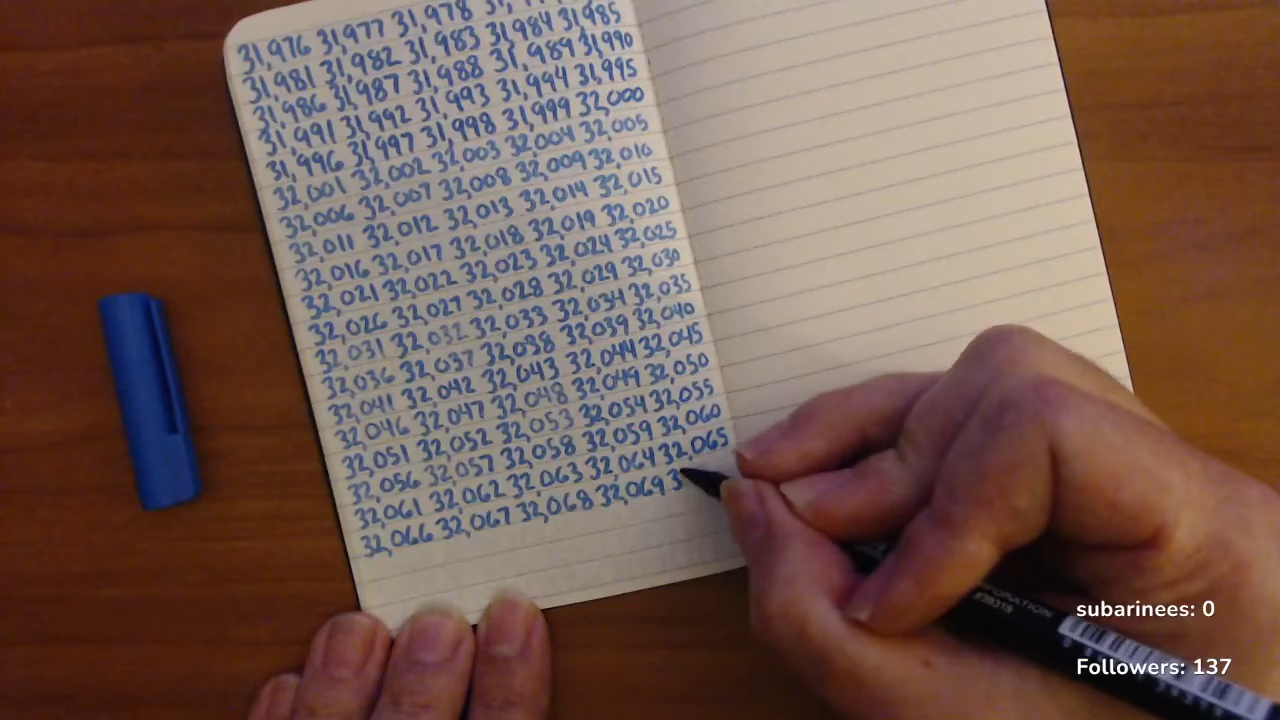 31,976 31,977 31,978
31,981 31,982 31,983 31,984 31,985
31,986 31,987 31,988 31,989 31,990
31,991 31,992 31,993 31,994 31,995
31,996 31,997 31,998 31,999 32,000
32,001 32,002 32,003 32,004 32,005
32,006 32,007 32,008 32,009 32,010
32,011 32,012 32,013 32,014 32,015
32,016 32,017 32,018 32,019 32,020
32,021 32,022 32,023 32,024 32,025
32,026 32,027 32,028 32,029 32,030
32,031 32,032 32,033 32,034 32,035
32,036 32,037 32,038 32,039 32,040
32,041 32,042 32,043 32,044 32,045
32,046 32,047 32,048 32,049 32,050
32,051 32,052 32,053 32,054 32,055
32,056 32,057 32,058 32,059 32,060
32,061 32,062 32,063 32,064 32,065
32,066 32,067 32,068 32,069 3
subarinees: 0
Followers: 137